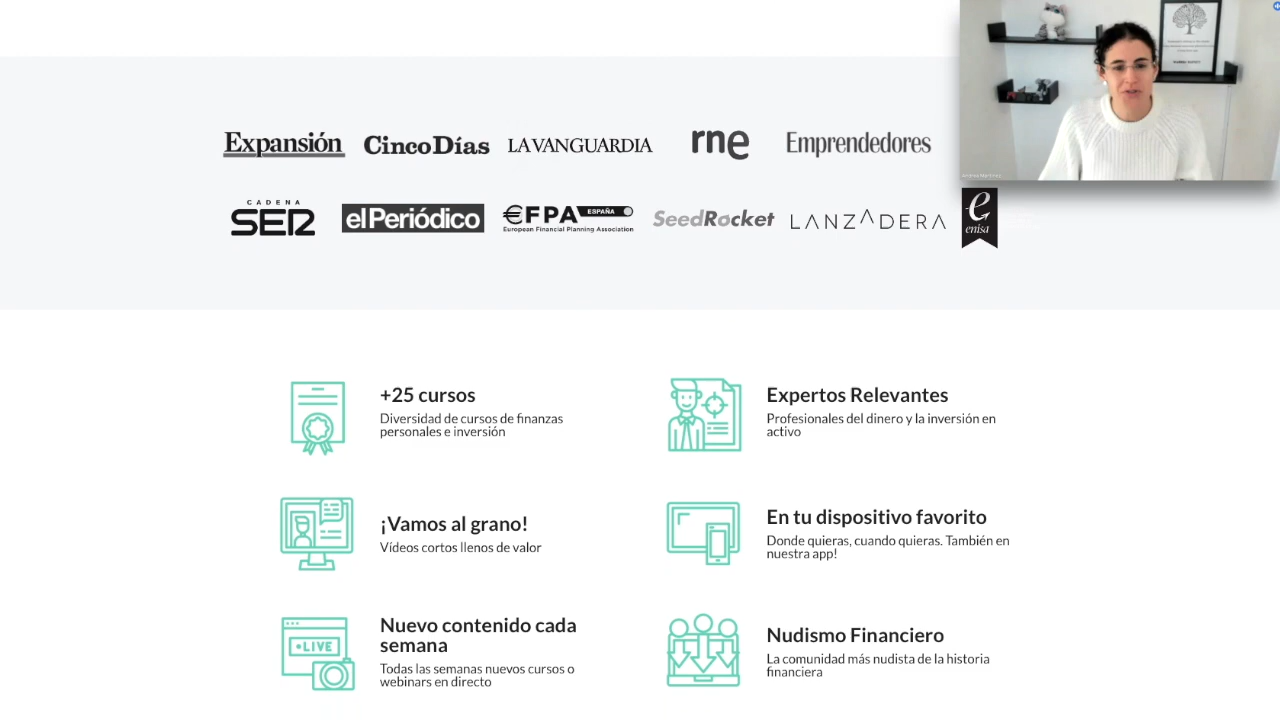 Expansión
CincoDías
LA VANGUARDIA
rne
Emprendedores
CADENA
SER
elPeriódico
€FPA ESPAÑA
European Financial Planning Association
SeedRocket
LANZADERA
e
enisa
+25 cursos
Diversidad de cursos de finanzas
personales e inversión
Expertos Relevantes
Profesionales del dinero y la inversión en
activo
¡Vamos al grano!
Vídeos cortos llenos de valor
En tu dispositivo favorito
Donde quieras, cuando quieras. También en
nuestra app!
•LIVE
Nuevo contenido cada
semana
Todas las semanas nuevos cursos o
webinars en directo
Nudismo Financiero
La comunidad más nudista de la historia
financiera